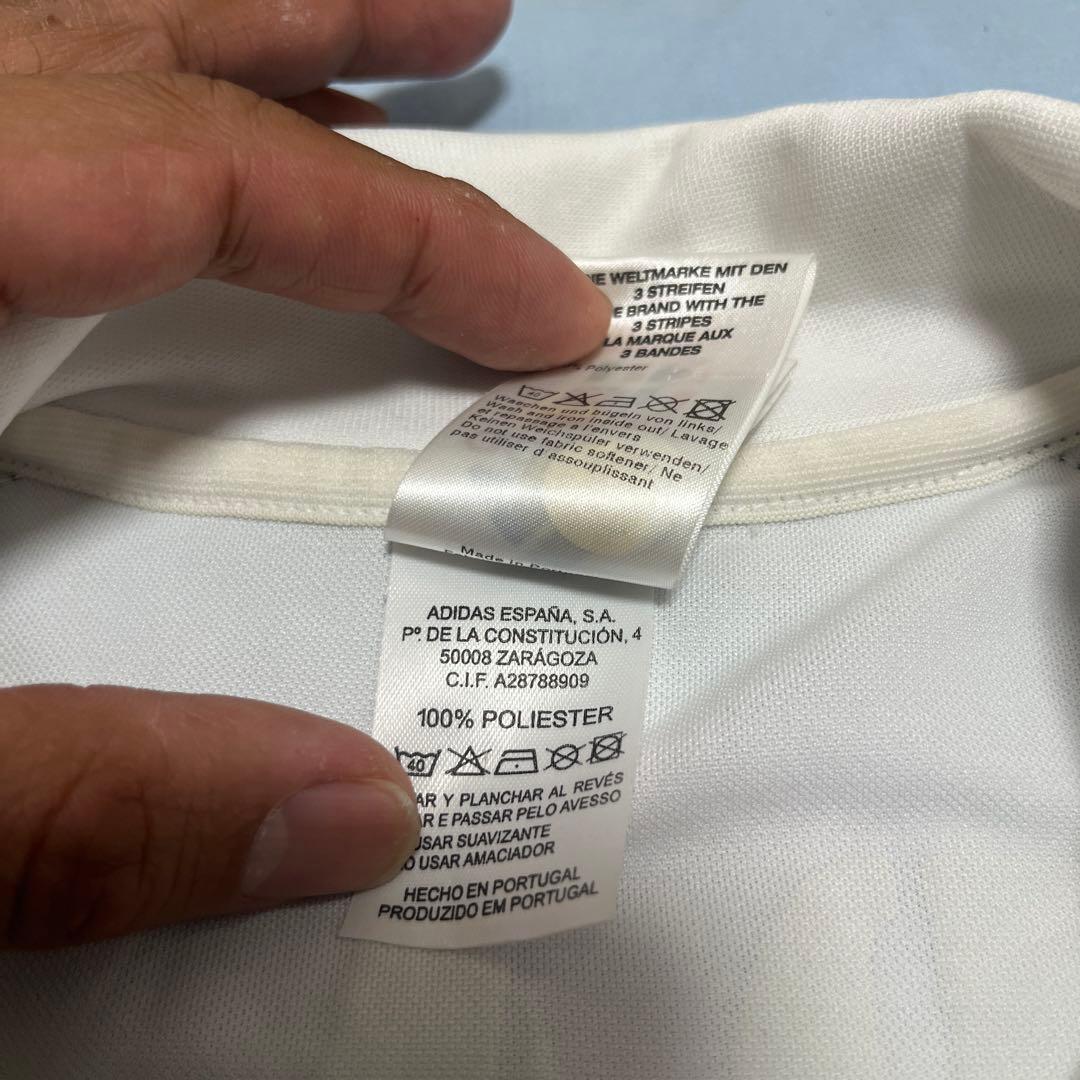 WELTMARKE MIT DEN
3 STREIFEN
BRAND WITH THE
3 STRIPES
LA MARQUE AUX
3 BANDES
% Polyester
40
Waschen und bügeln von links/
Wash and iron inside out/ Lavage
et repassage a l'envers
Keinen Weichspüler verwenden/
Do not use fabric softener/ Ne
pas utiliser d assouplissant
Made in
ADIDAS ESPAÑA, S.A.
Pº DE LA CONSTITUCIÓN, 4
50008 ZARÁGOZA
C.I.F. A28788909
100% POLIESTER
40
AR Y PLANCHAR AL REVÉS
AR E PASSAR PELO AVESSO
USAR SUAVIZANTE
O USAR AMACIADOR
HECHO EN PORTUGAL
PRODUZIDO EM PORTUGAL